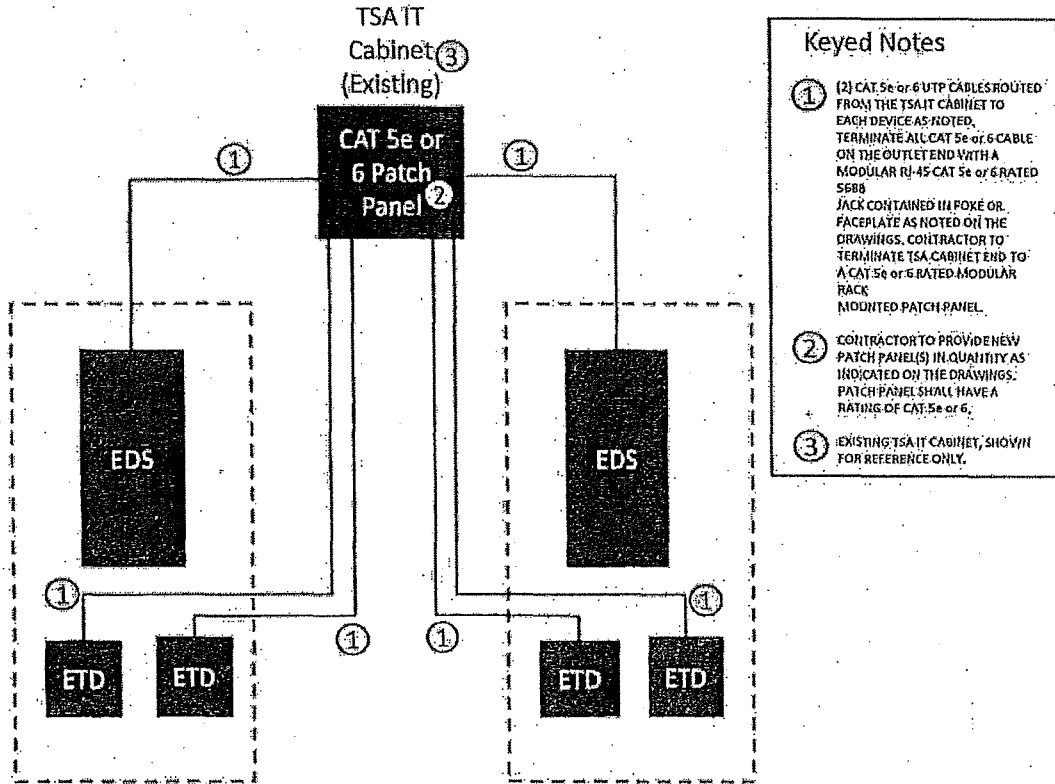 TSA IT
Cabinet ③
(Existing)
CAT 5e or
6 Patch
Panel ②
①
①
EDS
EDS
①
①
①
①
ETD
ETD
ETD
ETD
Keyed Notes
① (2) CAT 5e or 6 UTP CABLES ROUTED
FROM THE TSA IT CABINET TO
EACH DEVICE AS NOTED.
TERMINATE ALL CAT 5e or 6 CABLE
ON THE OUTLET END WITH A
MODULAR RJ-45 CAT 5e or 6 RATED
568B
JACK CONTAINED IN POKE OR
FACEPLATE AS NOTED ON THE
DRAWINGS. CONTRACTOR TO
TERMINATE TSA CABINET END TO
A CAT 5e or 6 RATED MODULAR
RACK
MOUNTED PATCH PANEL.
② CONTRACTOR TO PROVIDE NEW
PATCH PANEL(S) IN QUANTITY AS
INDICATED ON THE DRAWINGS.
PATCH PANEL SHALL HAVE A
RATING OF CAT 5e or 6.
③ EXISTING TSA IT CABINET, SHOWN
FOR REFERENCE ONLY.